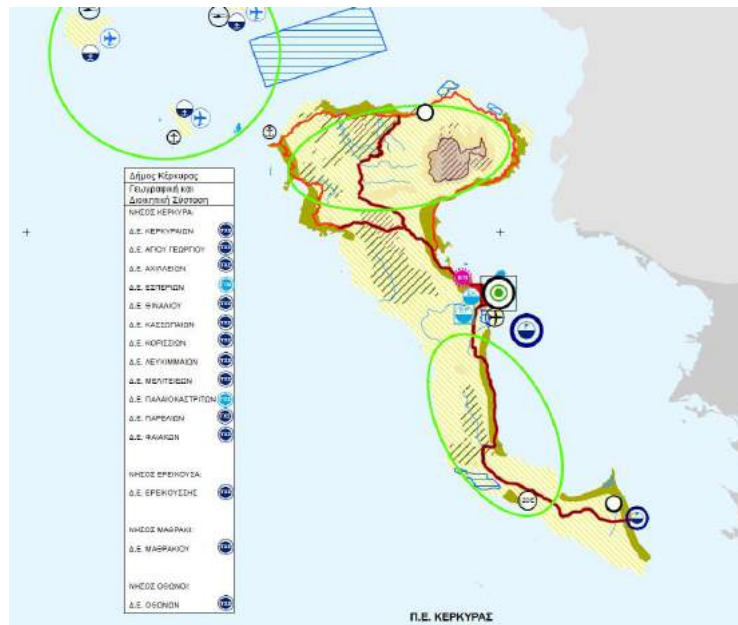 Δήμος Κέρκυρας
Γεωγραφική και
Διοικητική Σύσταση
ΝΗΣΟΣ ΚΕΡΚΥΡΑ:
Δ.Ε. ΚΕΡΚΥΡΑΙΩΝ
Δ.Ε. ΑΓΙΟΥ ΓΕΩΡΓΙΟΥ
Δ.Ε. ΑΧΙΛΛΕΙΩΝ
Δ.Ε. ΕΣΠΕΡΙΩΝ
Δ.Ε. ΘΙΝΑΛΙΟΥ
Δ.Ε. ΚΑΣΣΩΠΑΙΩΝ
Δ.Ε. ΚΟΡΙΣΣΙΩΝ
Δ.Ε. ΛΕΥΚΙΜΜΑΙΩΝ
Δ.Ε. ΜΕΛΙΤΕΙΕΩΝ
Δ.Ε. ΠΑΛΑΙΟΚΑΣΤΡΙΤΩΝ
Δ.Ε. ΠΑΡΕΛΙΩΝ
Δ.Ε. ΦΑΙΑΚΩΝ
ΝΗΣΟΣ ΕΡΕΙΚΟΥΣΑ:
Δ.Ε. ΕΡΕΙΚΟΥΣΣΗΣ
ΝΗΣΟΣ ΜΑΘΡΑΚΙ:
Δ.Ε. ΜΑΘΡΑΚΙΟΥ
ΝΗΣΟΣ ΟΘΩΝΟΙ:
Δ.Ε. ΟΘΩΝΩΝ
Π.Ε. ΚΕΡΚΥΡΑΣ